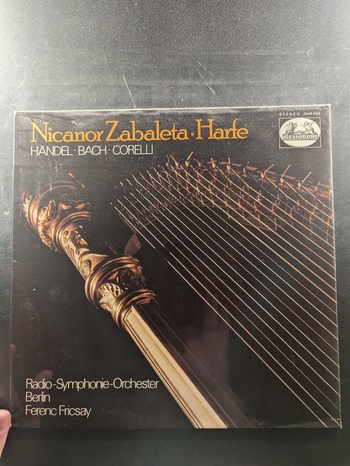 Nicanor Zabaleta · Harfe
HÄNDEL · BACH · CORELLI
STEREO
Radio-Symphonie-Orchester
Berlin
Ferenc Fricsay